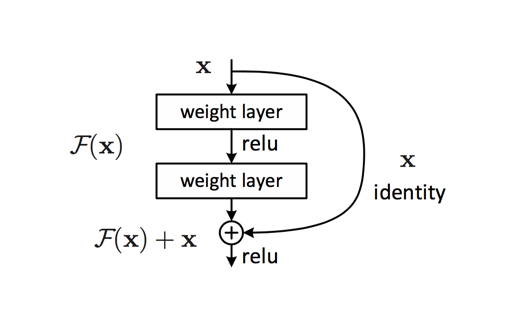 x
weight layer
relu
F(x)
weight layer
x
identity
F(x) + x
relu